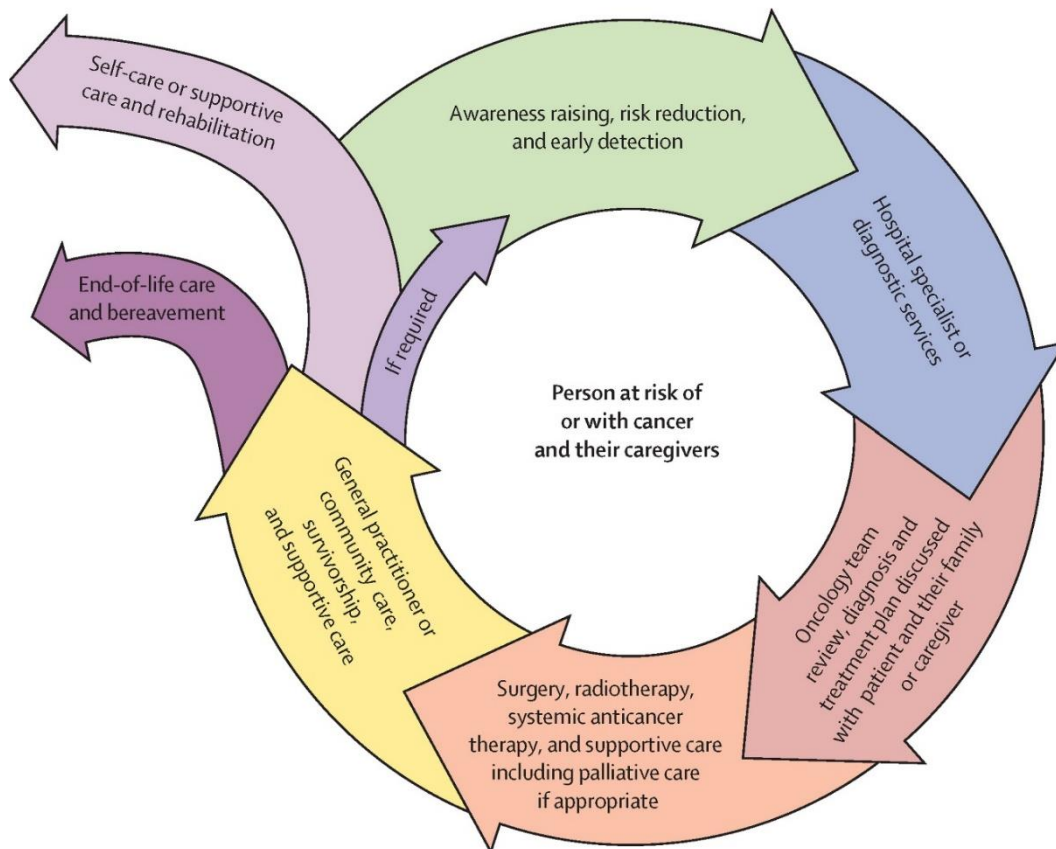 Self-care or supportive
care and rehabilitation
Awareness raising, risk reduction,
and early detection
Hospital specialist or
diagnostic services
End-of-life care
and bereavement
If required
Person at risk of
or with cancer
and their caregivers
General practitioner or
community care,
survivorship,
and supportive care
Oncology team
review, diagnosis and
treatment plan discussed
with patient and their family
or caregiver
Surgery, radiotherapy,
systemic anticancer
therapy, and supportive care
including palliative care
if appropriate